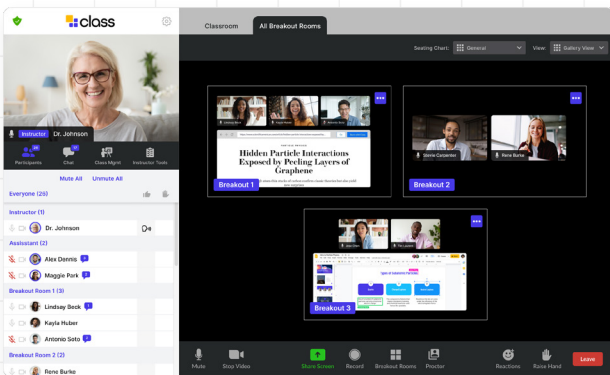 class
Classroom
All Breakout Rooms
Seating Chart:
General
View:
Gallery View
Instructor
Dr. Johnson
Participants
Chat
Class Mgmt
Instructor Tools
Mute All
Unmute All
Everyone (26)
Instructor (1)
Dr. Johnson
Assisstant (2)
Alex Dennis
Maggie Park
Breakout Room 1 (3)
Lindsay Beck
Kayla Huber
Antonio Soto
Breakout Room 2 (2)
Rene Burke
Hidden Particle Interactions
Exposed by Peeling Layers of
Graphene
Breakout 1
Stevie Carpenter
Rene Burke
Breakout 2
Breakout 3
Mute
Stop Video
Share Screen
Record
Breakout Rooms
Proctor
Reactions
Raise Hand
Leave